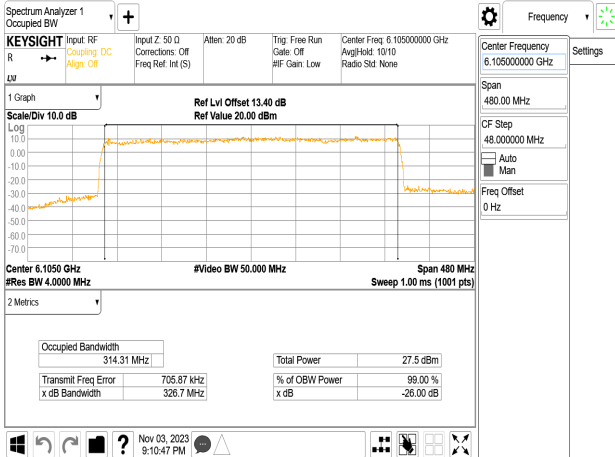 Spectrum Analyzer 1
Occupied BW
Frequency
KEYSIGHT
R
LXI
Input: RF
Coupling: DC
Align: Off
Input Z: 50 Ω
Corrections: Off
Freq Ref: Int (S)
Atten: 20 dB
Trig: Free Run
Gate: Off
#IF Gain: Low
Center Freq: 6.105000000 GHz
Avg|Hold: 10/10
Radio Std: None
Center Frequency
6.105000000 GHz
Settings
Span
480.00 MHz
CF Step
48.000000 MHz
Auto
Man
Freq Offset
0 Hz
1 Graph
Scale/Div 10.0 dB
Ref Lvl Offset 13.40 dB
Ref Value 20.00 dBm
Log
10.0
0.00
-10.0
-20.0
-30.0
-40.0
-50.0
-60.0
-70.0
Center 6.1050 GHz
#Video BW 50.000 MHz
Span 480 MHz
#Res BW 4.0000 MHz
Sweep 1.00 ms (1001 pts)
2 Metrics
Occupied Bandwidth
314.31 MHz
Total Power 27.5 dBm
Transmit Freq Error 705.87 kHz
% of OBW Power 99.00 %
x dB Bandwidth 326.7 MHz
x dB -26.00 dB
?
Nov 03, 2023
9:10:47 PM